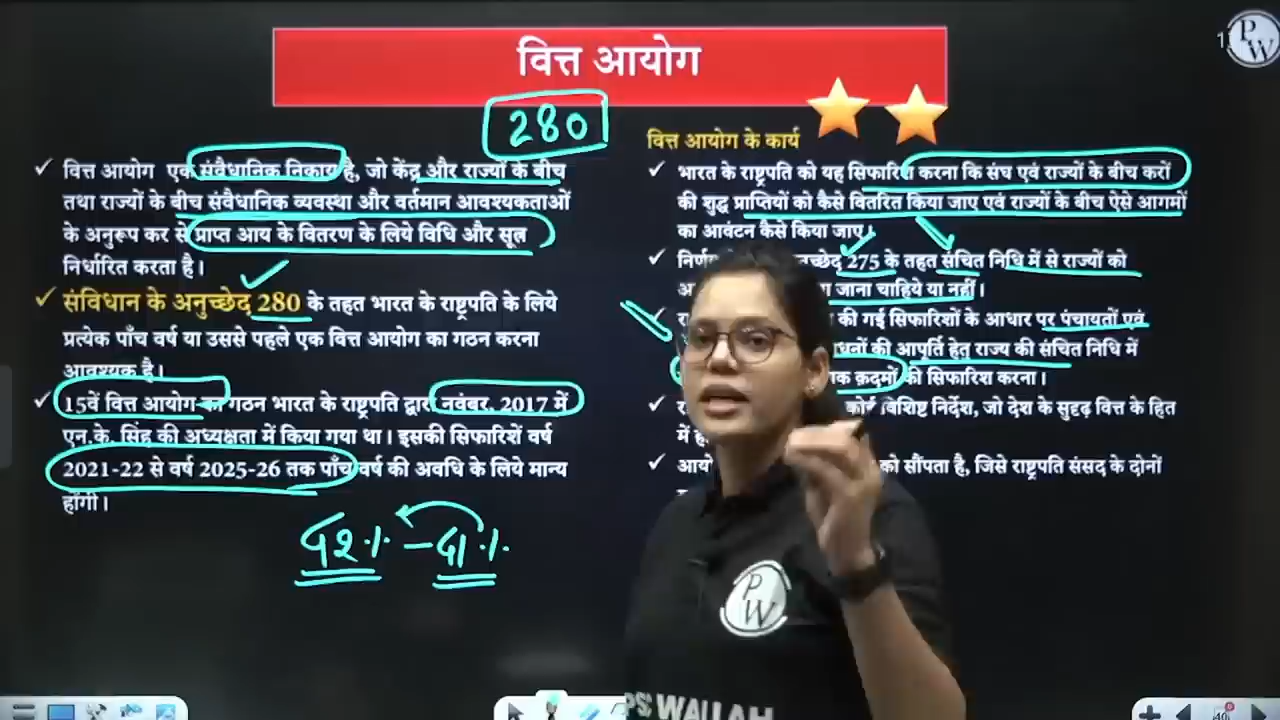 वित्त आयोग
280
वित्त आयोग एक संवैधानिक निकाय है, जो केंद्र और राज्यों के बीच
तथा राज्यों के बीच संवैधानिक व्यवस्था और वर्तमान आवश्यकताओं
के अनुरूप कर से प्राप्त आय के वितरण के लिये विधि और सूत्र
निर्धारित करता है।
संविधान के अनुच्छेद 280 के तहत भारत के राष्ट्रपति के लिये
प्रत्येक पाँच वर्ष या उससे पहले एक वित्त आयोग का गठन करना
आवश्यक है।
15वें वित्त आयोग का गठन भारत के राष्ट्रपति द्वारा नवंबर, 2017 में
एन.के. सिंह की अध्यक्षता में किया गया था। इसकी सिफारिशें वर्ष
2021-22 से वर्ष 2025-26 तक पाँच वर्ष की अवधि के लिये मान्य
होंगी।
वित्त आयोग के कार्य
भारत के राष्ट्रपति को यह सिफारिश करना कि संघ एवं राज्यों के बीच करों
की शुद्ध प्राप्तियों को कैसे वितरित किया जाए एवं राज्यों के बीच ऐसे आगमों
का आवंटन कैसे किया जाए।
275 के तहत संचित निधि में से राज्यों को
जाना चाहिये या नहीं।
की गई सिफारिशों के आधार पर पंचायतों एवं
की आपूर्ति हेतु राज्य की संचित निधि में
क़दमों की सिफारिश करना।
विशिष्ट निर्देश, जो देश के सुदृढ़ वित्त के हित
में
को सौंपता है, जिसे राष्ट्रपति संसद के दोनों
PW
PW
WALLAH